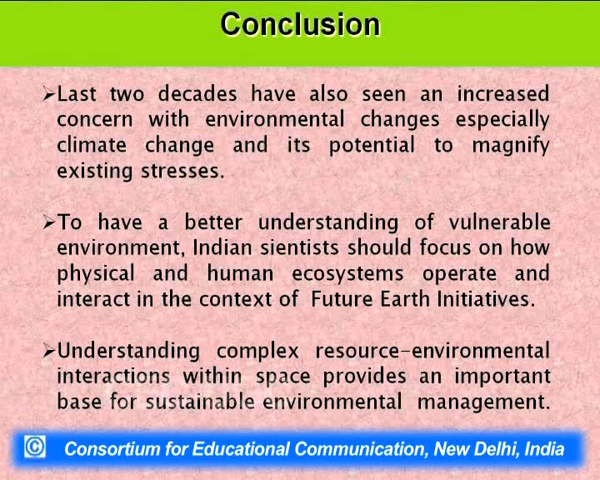 Conclusion
➢Last two decades have also seen an increased
concern with environmental changes especially
climate change and its potential to magnify
existing stresses.
➢To have a better understanding of vulnerable
environment, Indian sientists should focus on how
physical and human ecosystems operate and
interact in the context of Future Earth Initiatives.
➢Understanding complex resource-environmental
interactions within space provides an important
base for sustainable environmental management.
© Consortium for Educational Communication, New Delhi, India